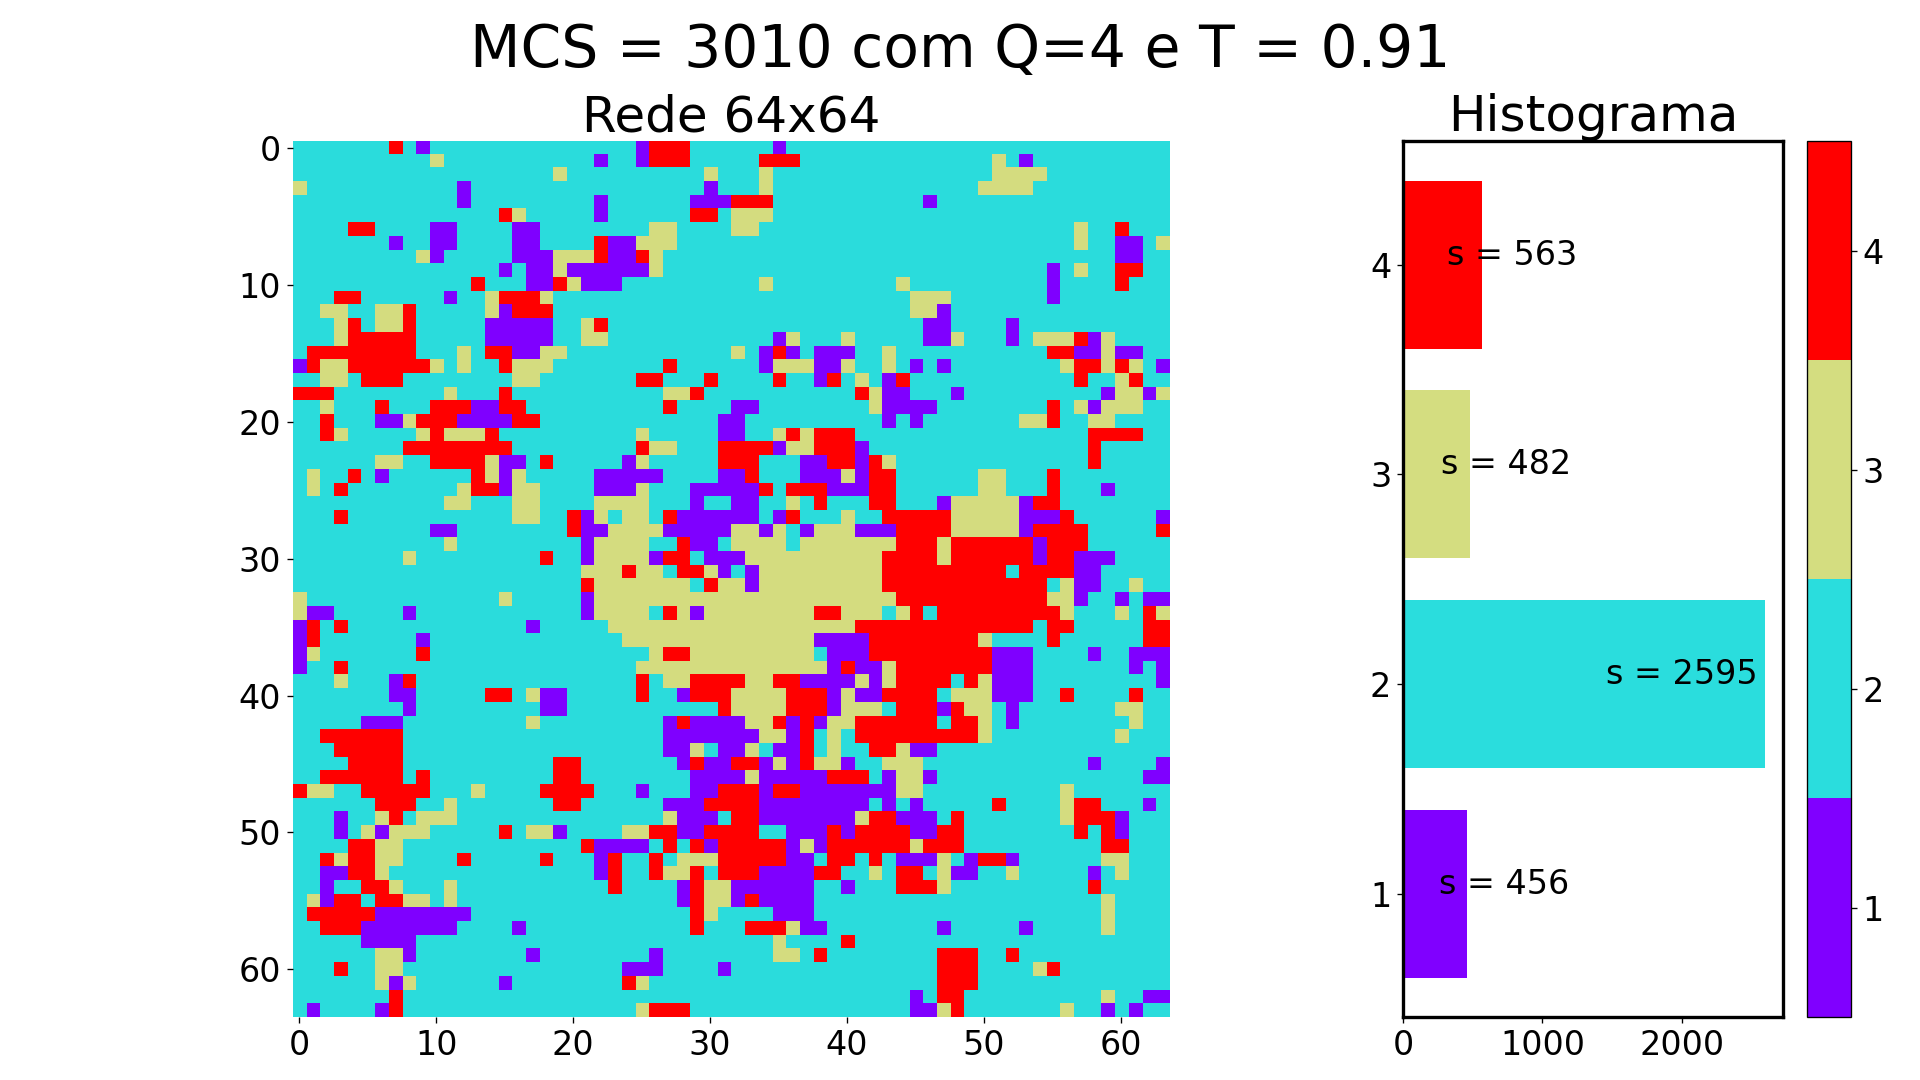 MCS = 3010 com Q=4 e T = 0.91
Rede 64x64
0
10
20
30
40
50
60
0 10 20 30 40 50 60
Histograma
4
3
2
1
s = 563
s = 482
s = 2595
s = 456
0 1000 2000
4
3
2
1